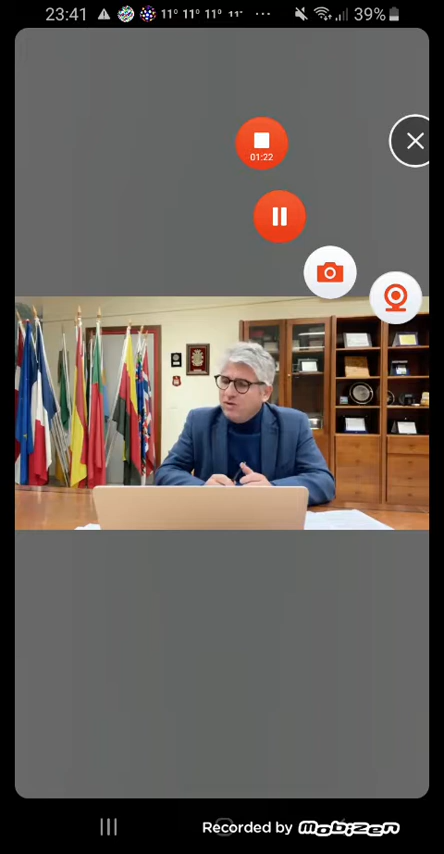 23:41
11° 11° 11° 11°
39%
01:22
Recorded by mobizen